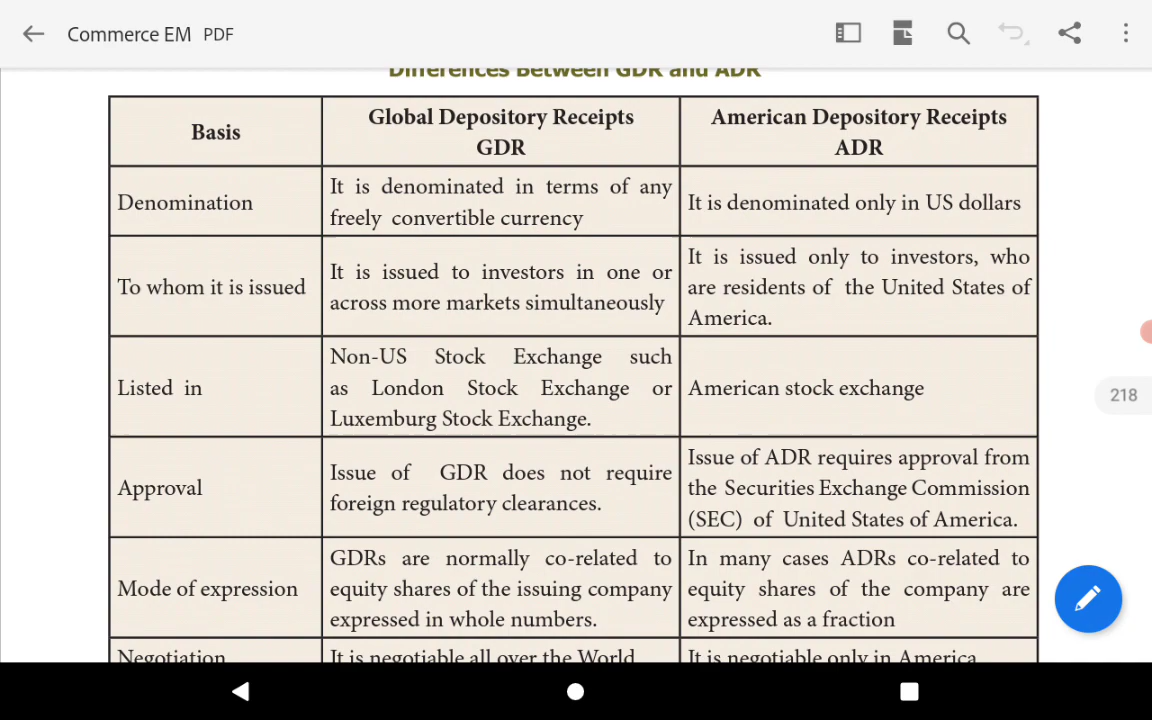 Commerce EM PDF
Differences Between GDR and ADR
Basis
Global Depository Receipts
GDR
American Depository Receipts
ADR
Denomination
It is denominated in terms of any
freely convertible currency
It is denominated only in US dollars
To whom it is issued
It is issued to investors in one or
across more markets simultaneously
It is issued only to investors, who
are residents of the United States of
America.
Listed in
Non-US Stock Exchange such
as London Stock Exchange or
Luxemburg Stock Exchange.
American stock exchange
Approval
Issue of GDR does not require
foreign regulatory clearances.
Issue of ADR requires approval from
the Securities Exchange Commission
(SEC) of United States of America.
Mode of expression
GDRs are normally co-related to
equity shares of the issuing company
expressed in whole numbers.
In many cases ADRs co-related to
equity shares of the company are
expressed as a fraction
Negotiation
It is negotiable all over the World
It is negotiable only in America
218